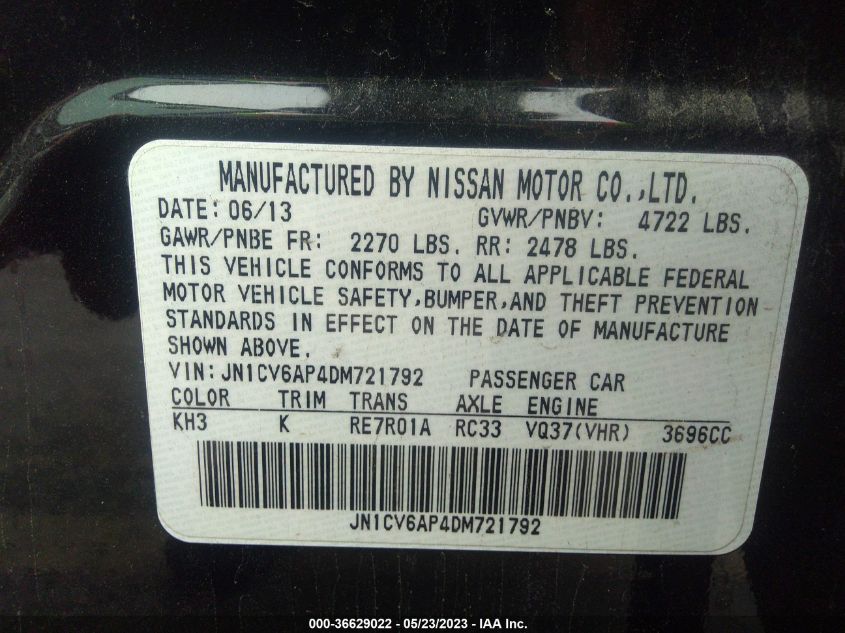 MANUFACTURED BY NISSAN MOTOR CO.,LTD.
DATE: 06/13 GVWR/PNBV: 4722 LBS.
GAWR/PNBE FR: 2270 LBS. RR: 2478 LBS.
THIS VEHICLE CONFORMS TO ALL APPLICABLE FEDERAL
MOTOR VEHICLE SAFETY,BUMPER,AND THEFT PREVENTION
STANDARDS IN EFFECT ON THE DATE OF MANUFACTURE
SHOWN ABOVE.
VIN:JN1CV6AP4DM721792 PASSENGER CAR
COLOR TRIM TRANS AXLE ENGINE
KH3 K RE7R01A RC33 VQ37(VHR) 3696CC
JN1CV6AP4DM721792
000-36629022 - 05/23/2023 - IAA Inc.